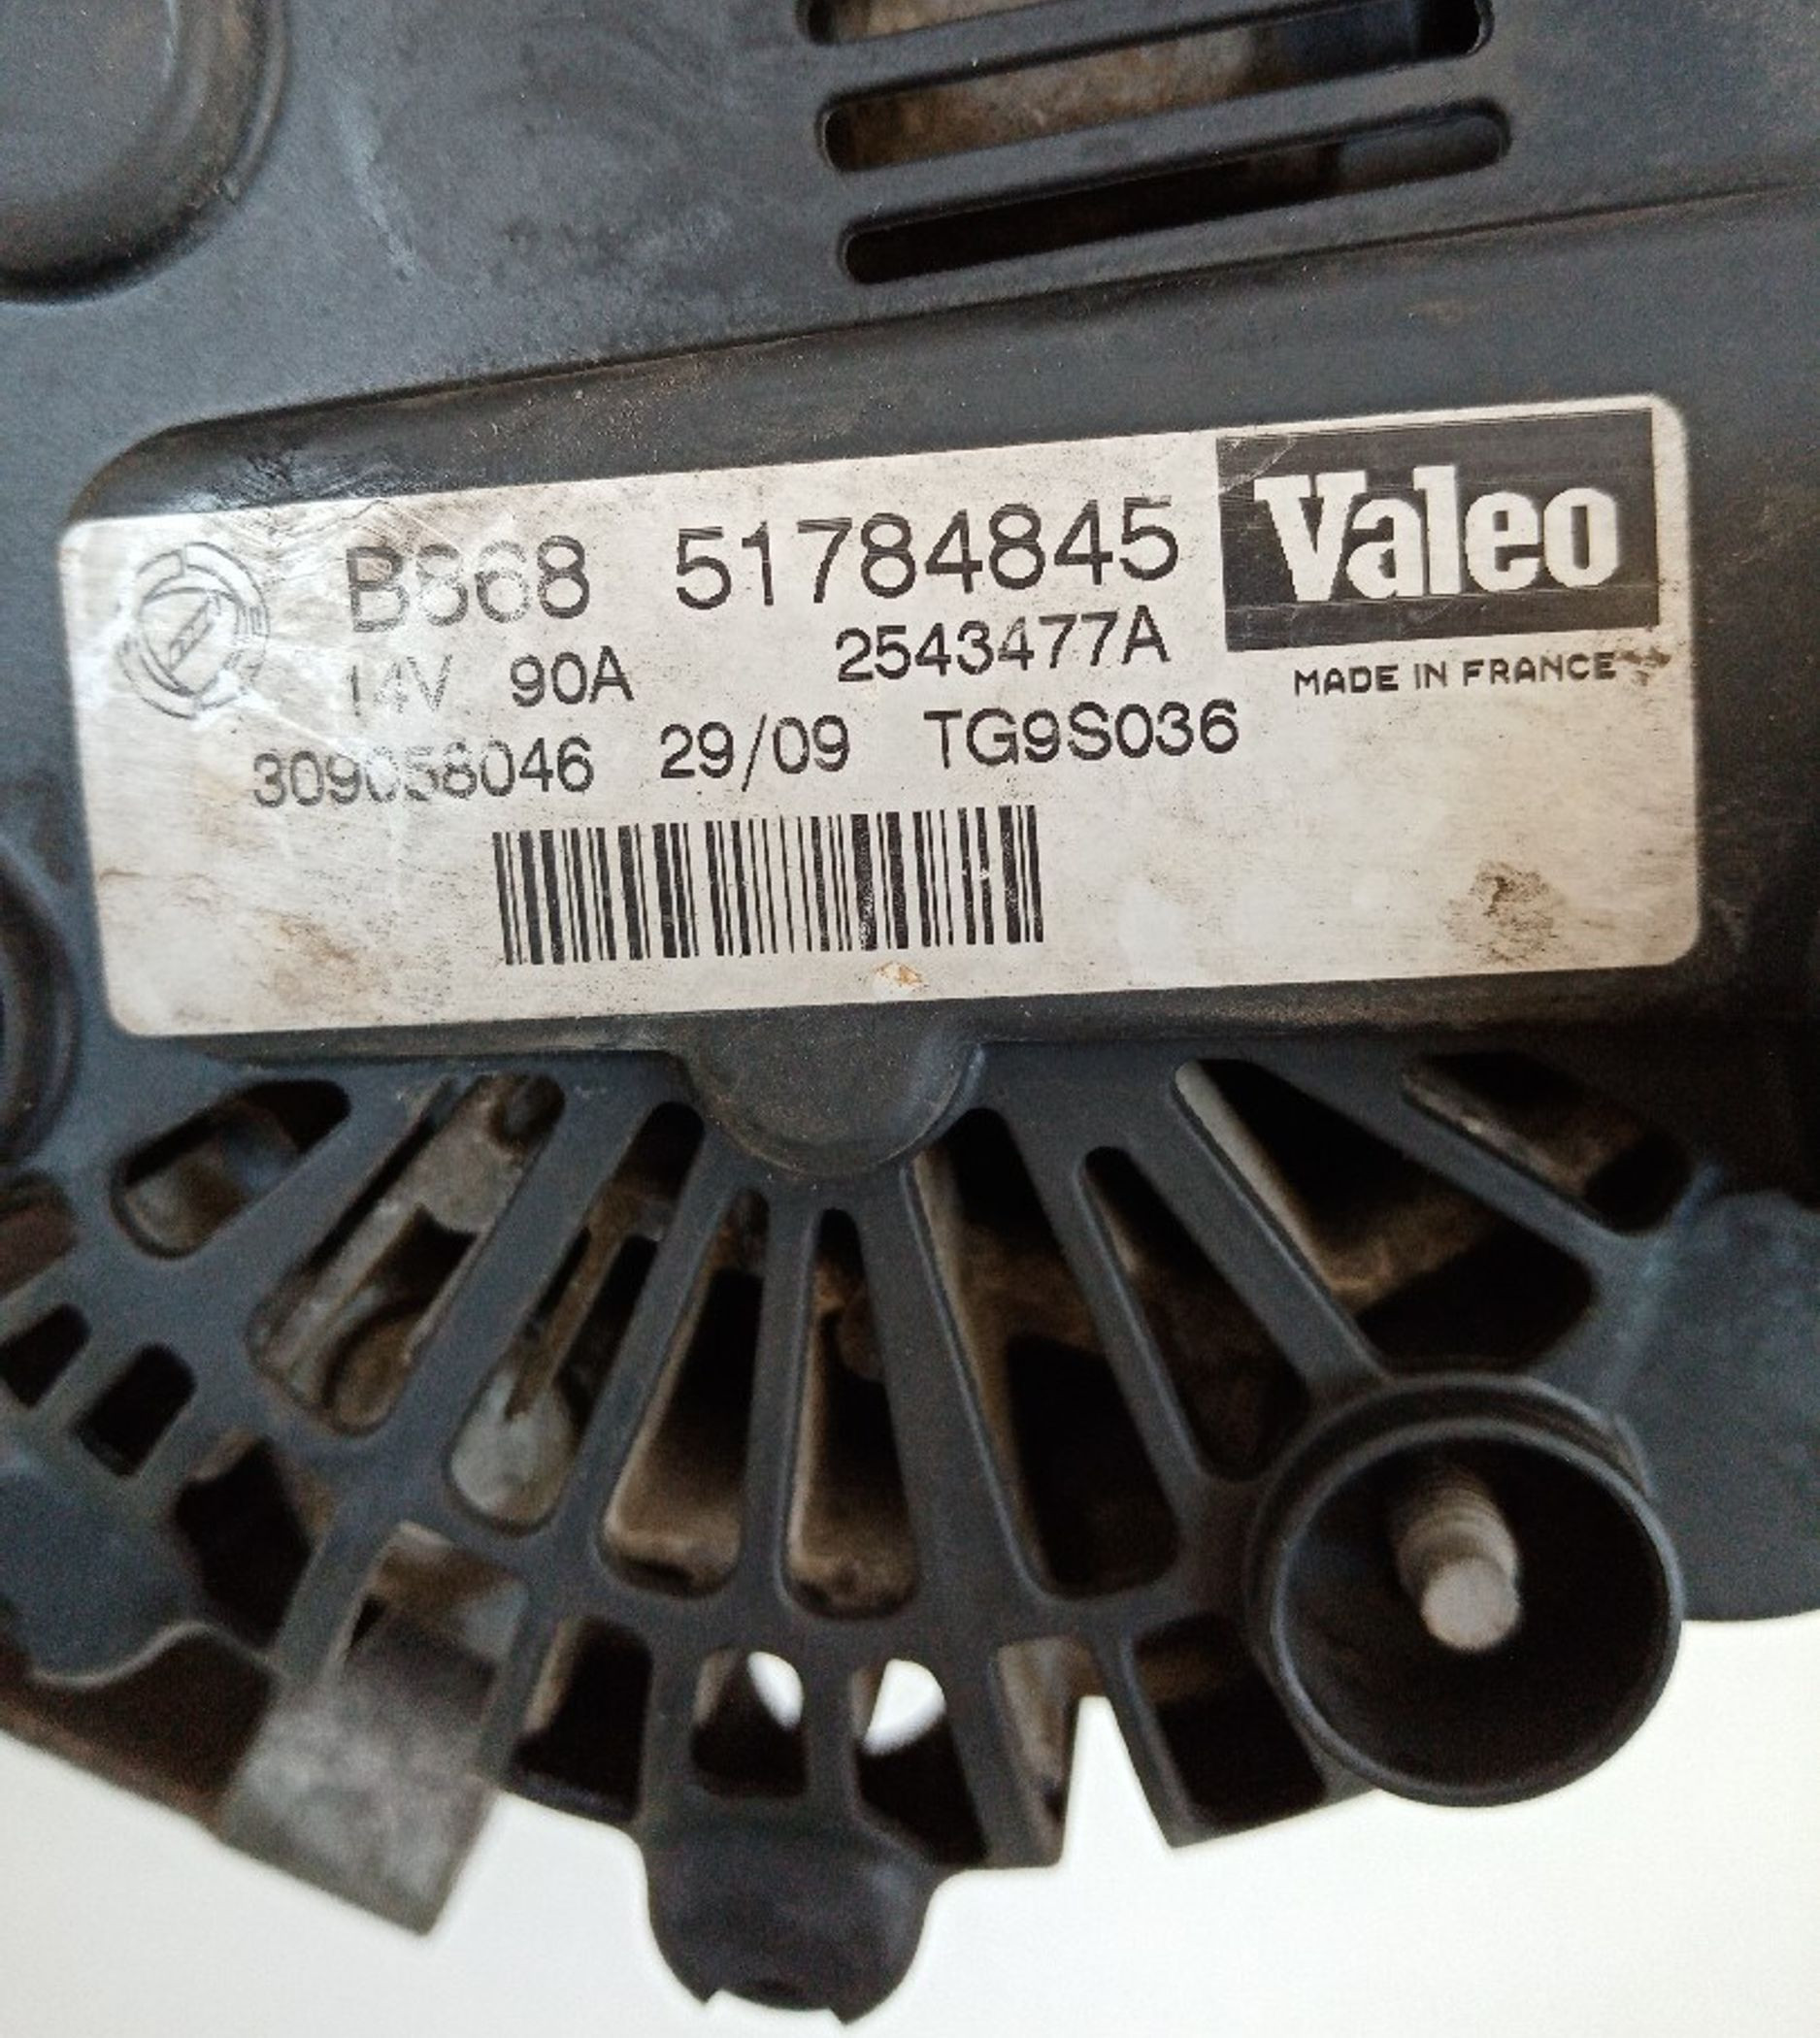 B868 51784845 Valeo
14V 90A 2543477A
MADE IN FRANCE
309058046 29/09 TG9S036